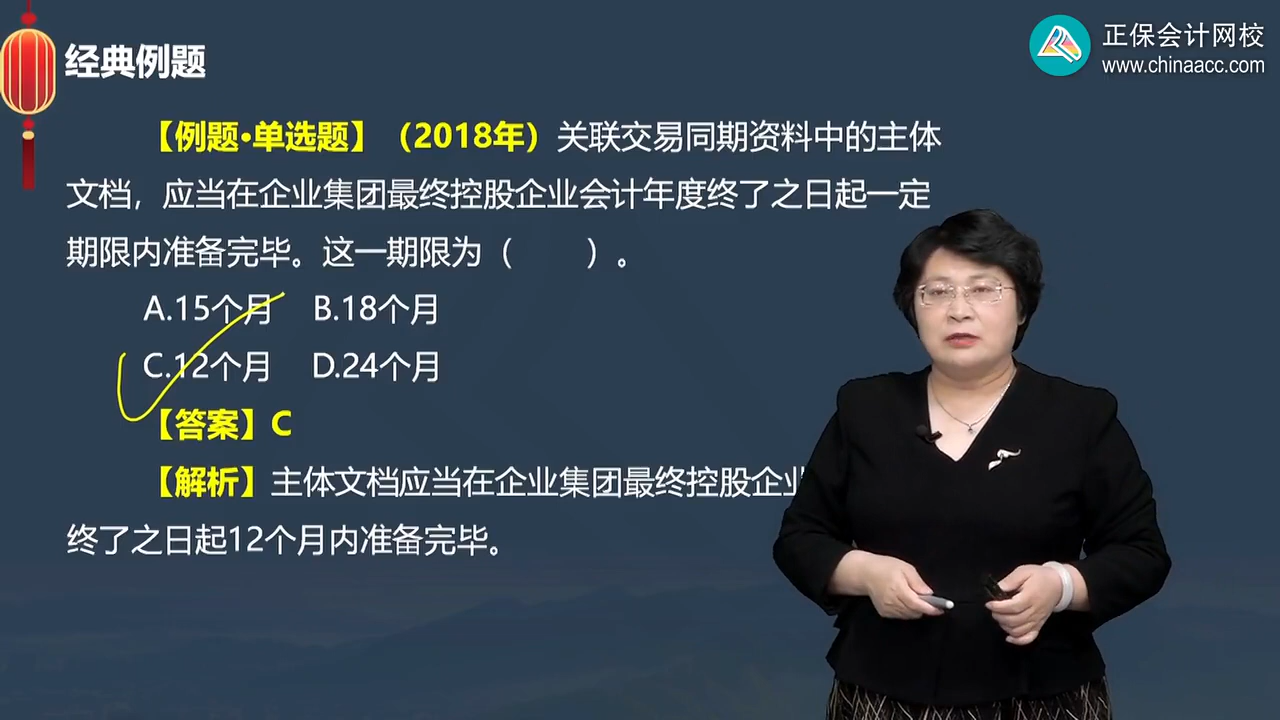 经典例题
正保会计网校
www.chinaacc.com
【例题·单选题】（2018年）关联交易同期资料中的主体
文档，应当在企业集团最终控股企业会计年度终了之日起一定
期限内准备完毕。这一期限为（　　）。
A.15个月 B.18个月
C.12个月 D.24个月
【答案】C
【解析】主体文档应当在企业集团最终控股企业
终了之日起12个月内准备完毕。